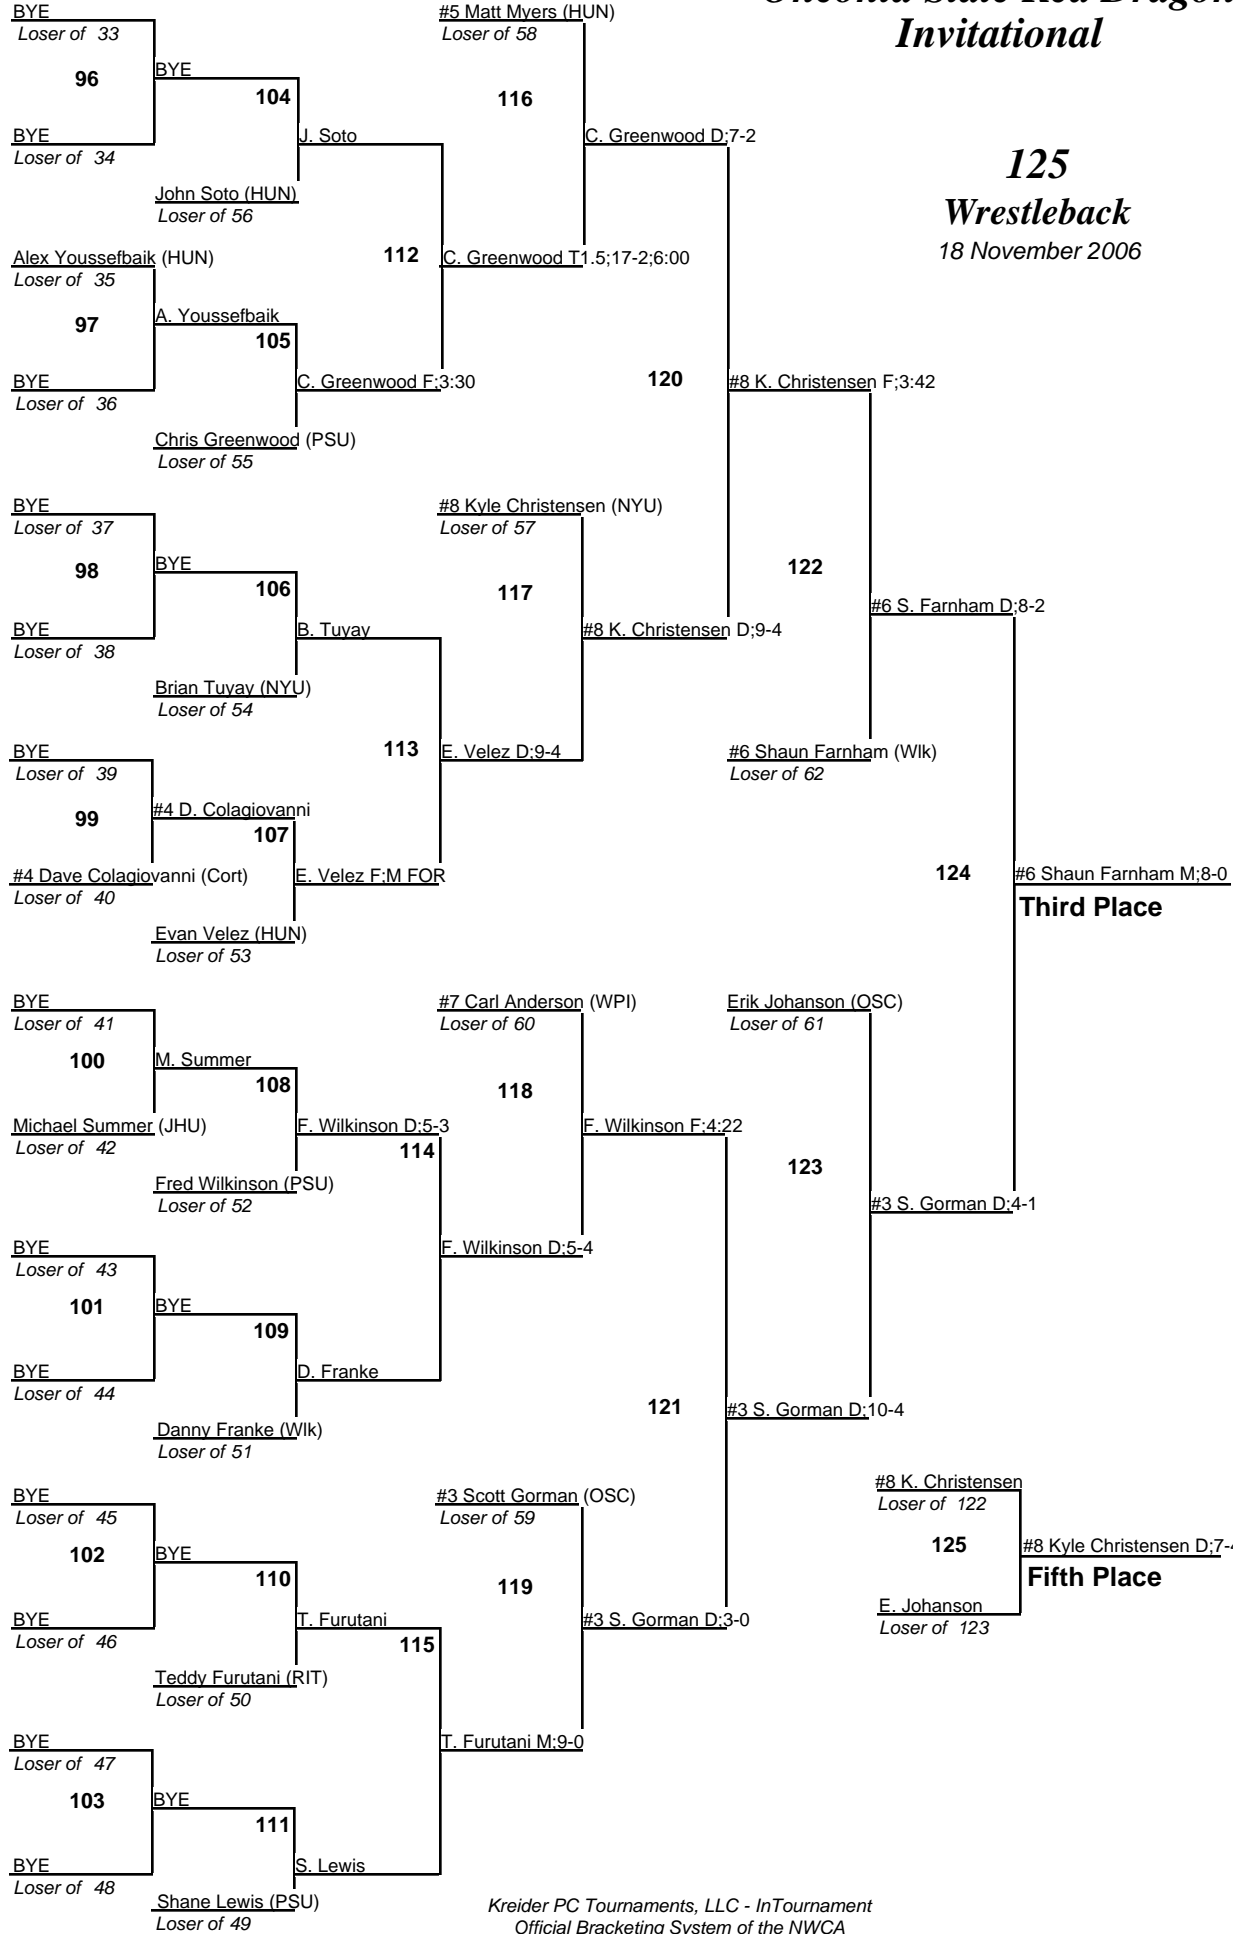 Invitational
125
Wrestleback
18 November 2006
BYE
Loser of 33
96
BYE
BYE
Loser of 34
104
J. Soto
John Soto (HUN)
Loser of 56
Alex Youssefbaik (HUN)
Loser of 35
97
A. Youssefbaik
BYE
Loser of 36
105
C. Greenwood F;3:30
Chris Greenwood (PSU)
Loser of 55
112
C. Greenwood T1.5;17-2;6:00
#5 Matt Myers (HUN)
Loser of 58
116
C. Greenwood D;7-2
BYE
Loser of 37
98
BYE
BYE
Loser of 38
106
B. Tuyay
Brian Tuyay (NYU)
Loser of 54
BYE
Loser of 39
99
#4 D. Colagiovanni
#4 Dave Colagiovanni (Cort)
Loser of 40
107
E. Velez F;M FOR
Evan Velez (HUN)
Loser of 53
113
E. Velez D;9-4
#8 Kyle Christensen (NYU)
Loser of 57
117
#8 K. Christensen D;9-4
120
#8 K. Christensen F;3:42
122
#6 S. Farnham D;8-2
#6 Shaun Farnham (Wlk)
Loser of 62
124
#6 Shaun Farnham M;8-0
Third Place
BYE
Loser of 41
100
M. Summer
Michael Summer (JHU)
Loser of 42
108
F. Wilkinson D;5-3
Fred Wilkinson (PSU)
Loser of 52
114
F. Wilkinson D;5-4
BYE
Loser of 43
101
BYE
BYE
Loser of 44
109
D. Franke
Danny Franke (Wlk)
Loser of 51
#7 Carl Anderson (WPI)
Loser of 60
118
F. Wilkinson F;4:22
Erik Johanson (OSC)
Loser of 61
123
#3 S. Gorman D;4-1
121
#3 S. Gorman D;10-4
BYE
Loser of 45
102
BYE
BYE
Loser of 46
110
T. Furutani
Teddy Furutani (RIT)
Loser of 50
115
T. Furutani M;9-0
#3 Scott Gorman (OSC)
Loser of 59
119
#3 S. Gorman D;3-0
BYE
Loser of 47
103
BYE
BYE
Loser of 48
111
S. Lewis
Shane Lewis (PSU)
Loser of 49
#8 K. Christensen
Loser of 122
125
#8 Kyle Christensen D;7-
Fifth Place
E. Johanson
Loser of 123
Kreider PC Tournaments, LLC - InTournament
Official Bracketing System of the NWCA